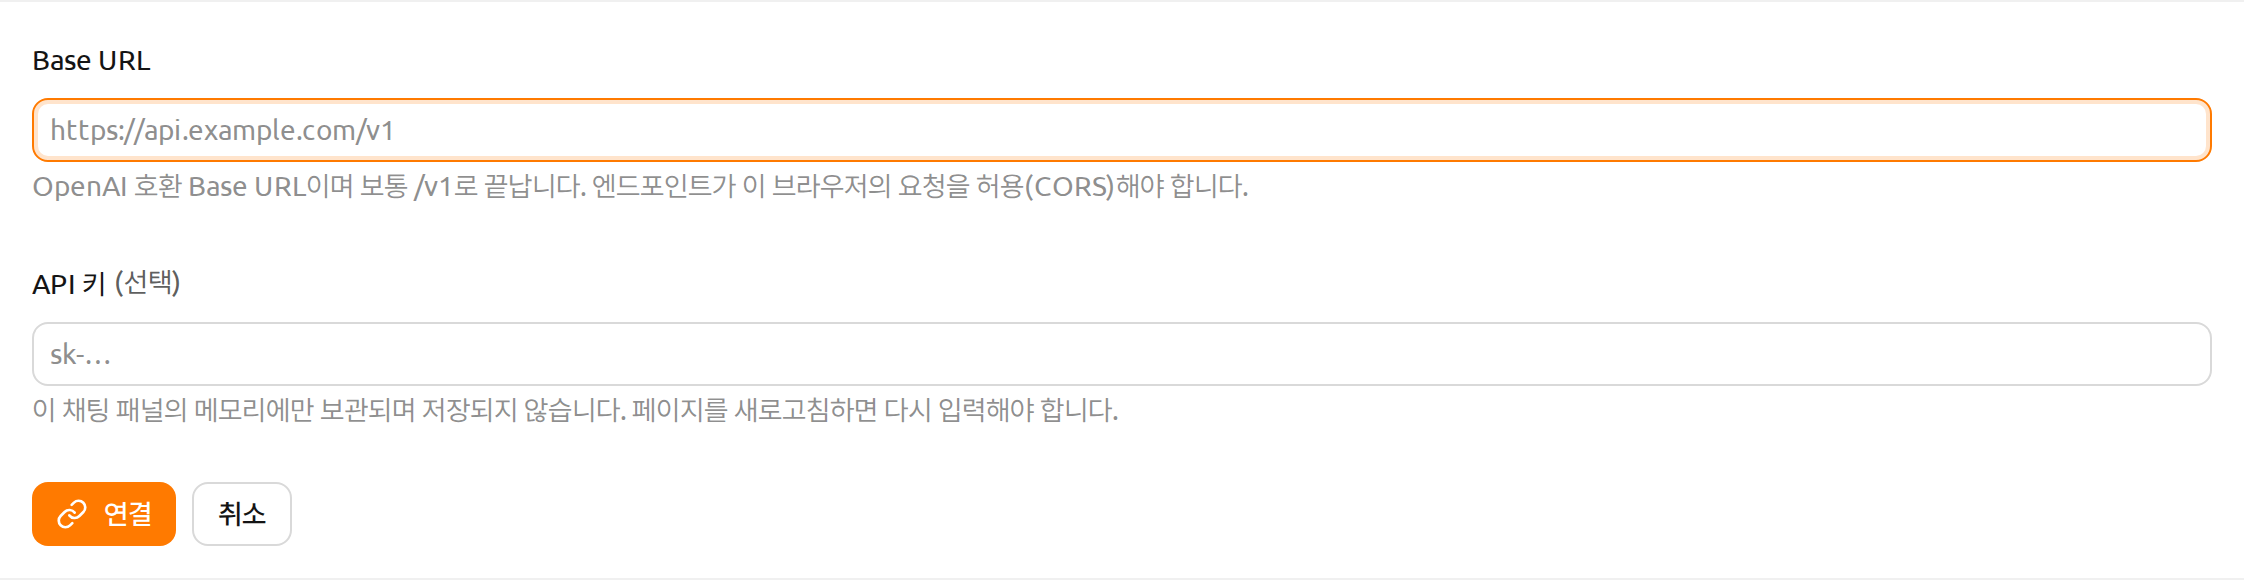 Base URL
https://api.example.com/v1
OpenAI 호환 Base URL이며 보통 /v1로 끝납니다. 엔드포인트가 이 브라우저의 요청을 허용(CORS)해야 합니다.
API 키 (선택)
sk-...
이 채팅 패널의 메모리에만 보관되며 저장되지 않습니다. 페이지를 새로고침하면 다시 입력해야 합니다.
연결 취소